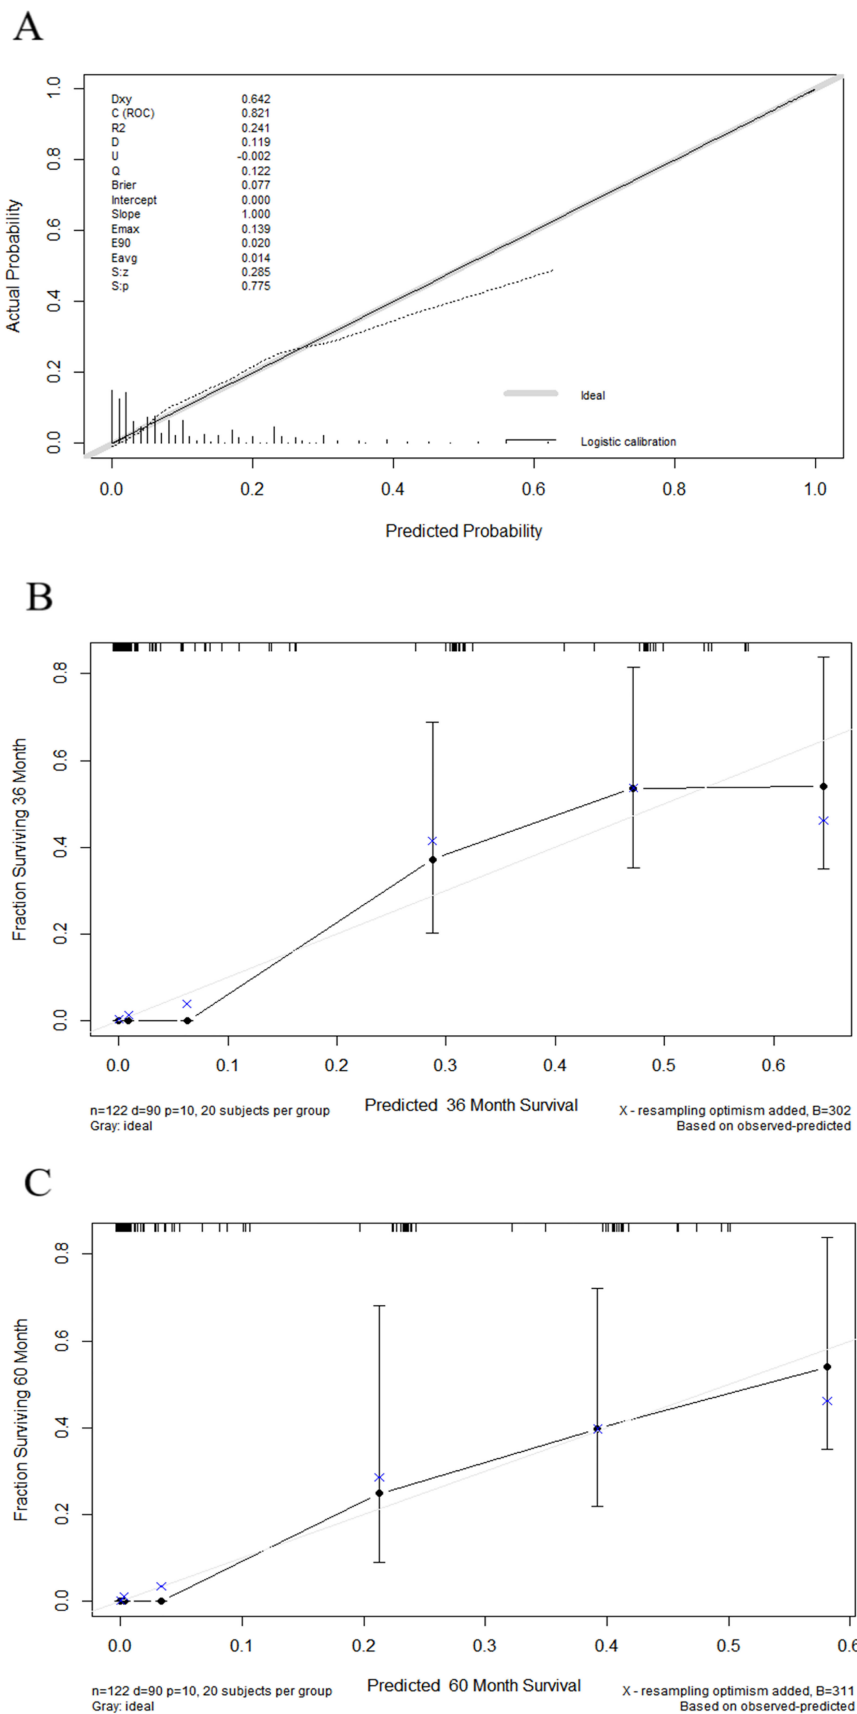 A
Dxy 0.642
C (ROC) 0.821
R2 0.241
D 0.119
U -0.002
Q 0.122
Brier 0.077
Intercept 0.000
Slope 1.000
Emax 0.139
E90 0.020
Eavg 0.014
S:z 0.285
S:p 0.775
Actual Probability
0.0 0.2 0.4 0.6 0.8 1.0
Ideal
Logistic calibration
0.0 0.2 0.4 0.6 0.8 1.0
Predicted Probability
B
Fraction Surviving 36 Month
0.0 0.2 0.4 0.6 0.8
0.0 0.1 0.2 0.3 0.4 0.5 0.6
n=122 d=90 p=10, 20 subjects per group
Gray: ideal
Predicted 36 Month Survival
X - resampling optimism added, B=302
Based on observed-predicted
C
Fraction Surviving 60 Month
0.0 0.2 0.4 0.6 0.8
0.0 0.1 0.2 0.3 0.4 0.5 0.6
n=122 d=90 p=10, 20 subjects per group
Gray: ideal
Predicted 60 Month Survival
X - resampling optimism added, B=311
Based on observed-predicted